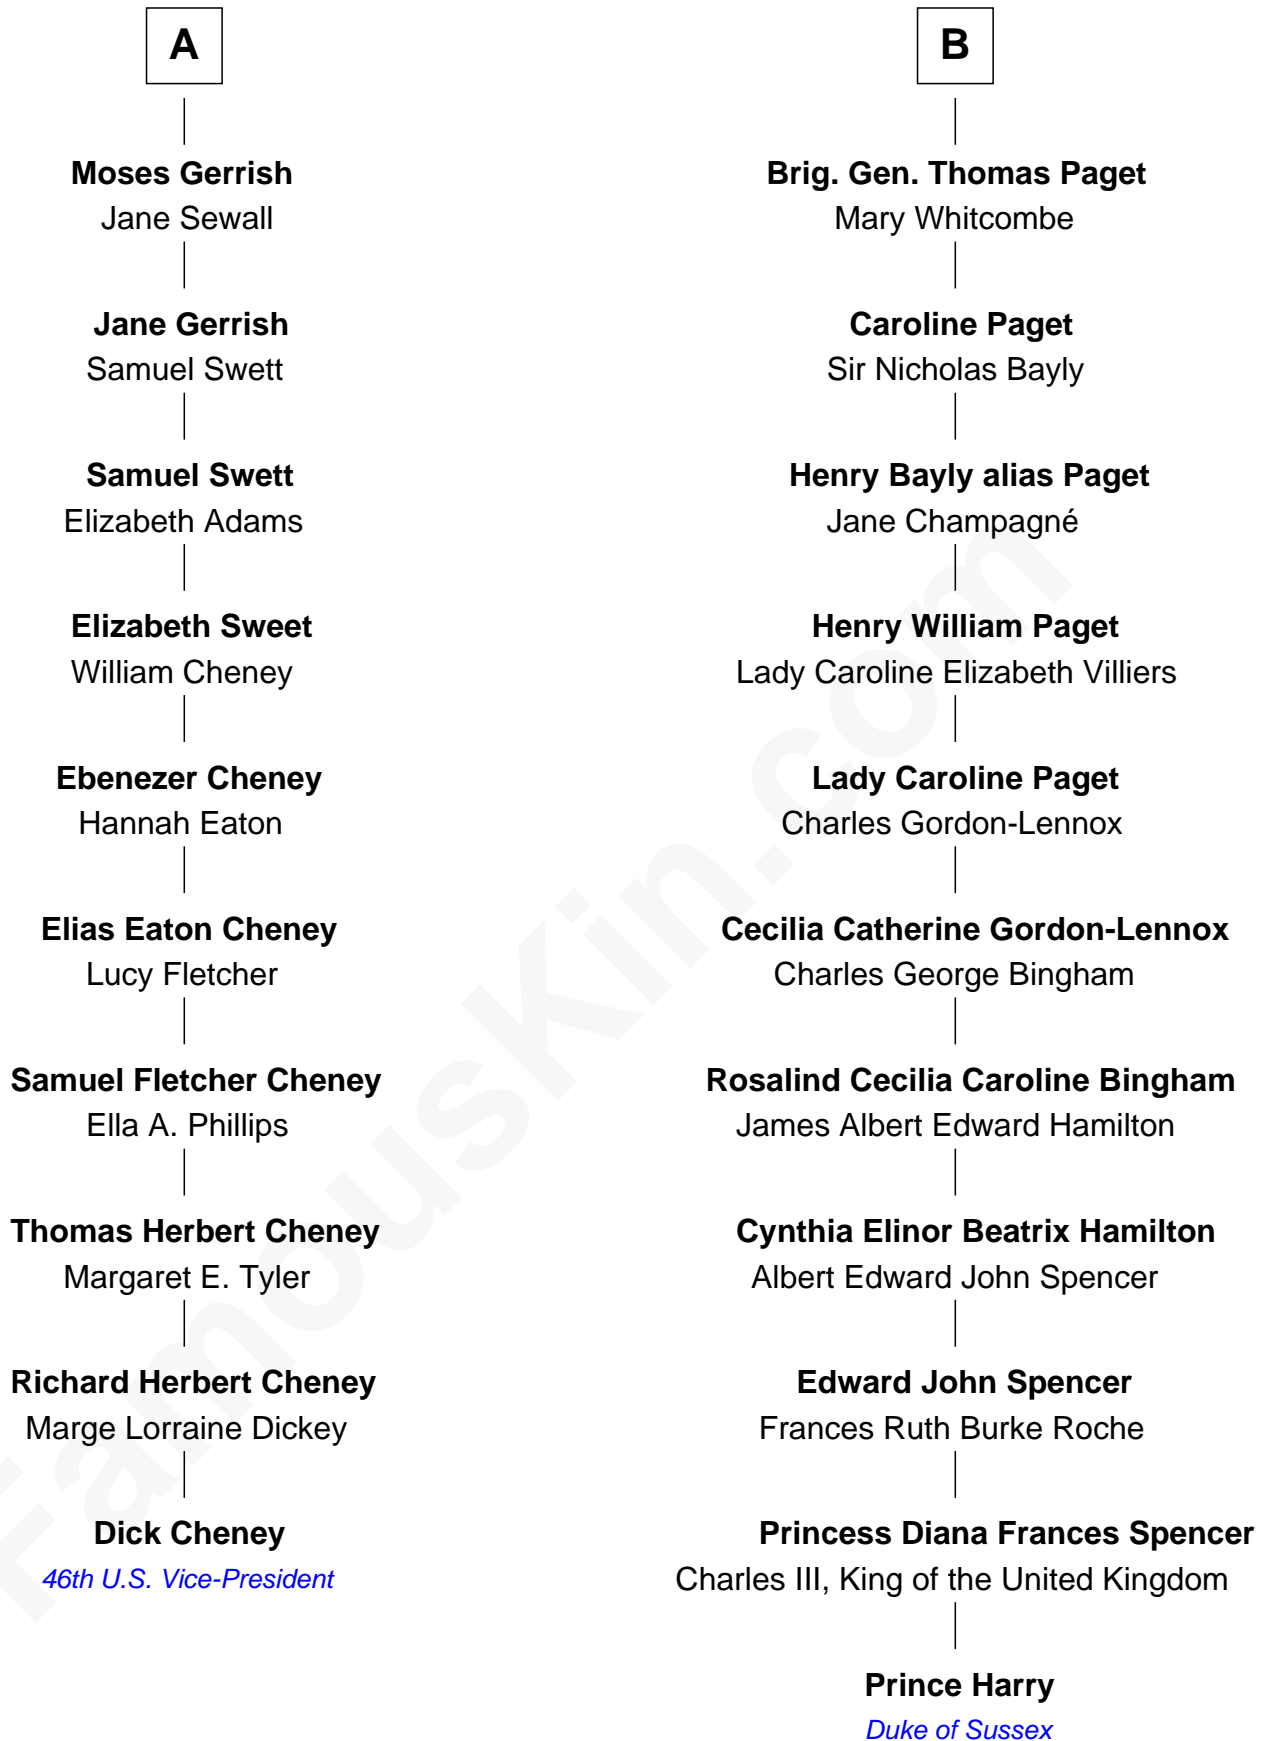 A
Moses Gerrish
Jane Sewall
Jane Gerrish
Samuel Swett
Samuel Swett
Elizabeth Adams
Elizabeth Sweet
William Cheney
Ebenezer Cheney
Hannah Eaton
Elias Eaton Cheney
Lucy Fletcher
Samuel Fletcher Cheney
Ella A. Phillips
Thomas Herbert Cheney
Margaret E. Tyler
Richard Herbert Cheney
Marge Lorraine Dickey
Dick Cheney
46th U.S. Vice-President
B
Brig. Gen. Thomas Paget
Mary Whitcombe
Caroline Paget
Sir Nicholas Bayly
Henry Bayly alias Paget
Jane Champagné
Henry William Paget
Lady Caroline Elizabeth Villiers
Lady Caroline Paget
Charles Gordon-Lennox
Cecilia Catherine Gordon-Lennox
Charles George Bingham
Rosalind Cecilia Caroline Bingham
James Albert Edward Hamilton
Cynthia Elinor Beatrix Hamilton
Albert Edward John Spencer
Edward John Spencer
Frances Ruth Burke Roche
Princess Diana Frances Spencer
Charles III, King of the United Kingdom
Prince Harry
Duke of Sussex
FamousKin.com